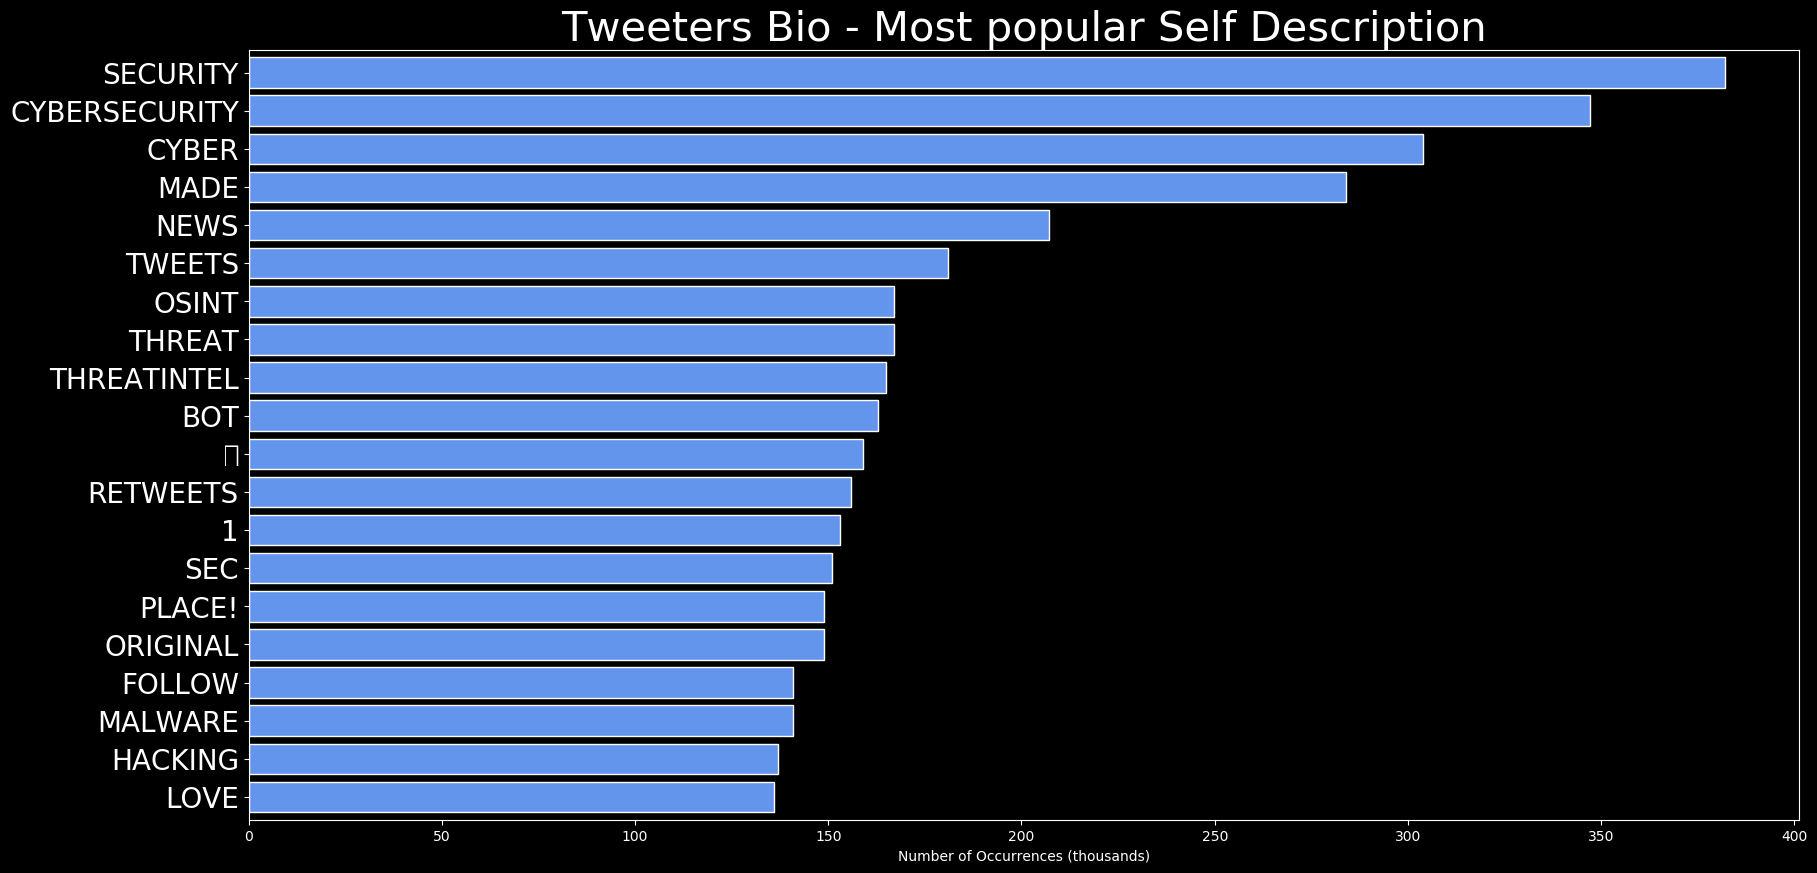 Tweeters Bio - Most popular Self Description
SECURITY
CYBERSECURITY
CYBER
MADE
NEWS
TWEETS
OSINT
THREAT
THREATINTEL
BOT
RETWEETS
1
SEC
PLACE!
ORIGINAL
FOLLOW
MALWARE
HACKING
LOVE
0 50 100 150 200 250 300 350 400
Number of Occurrences (thousands)